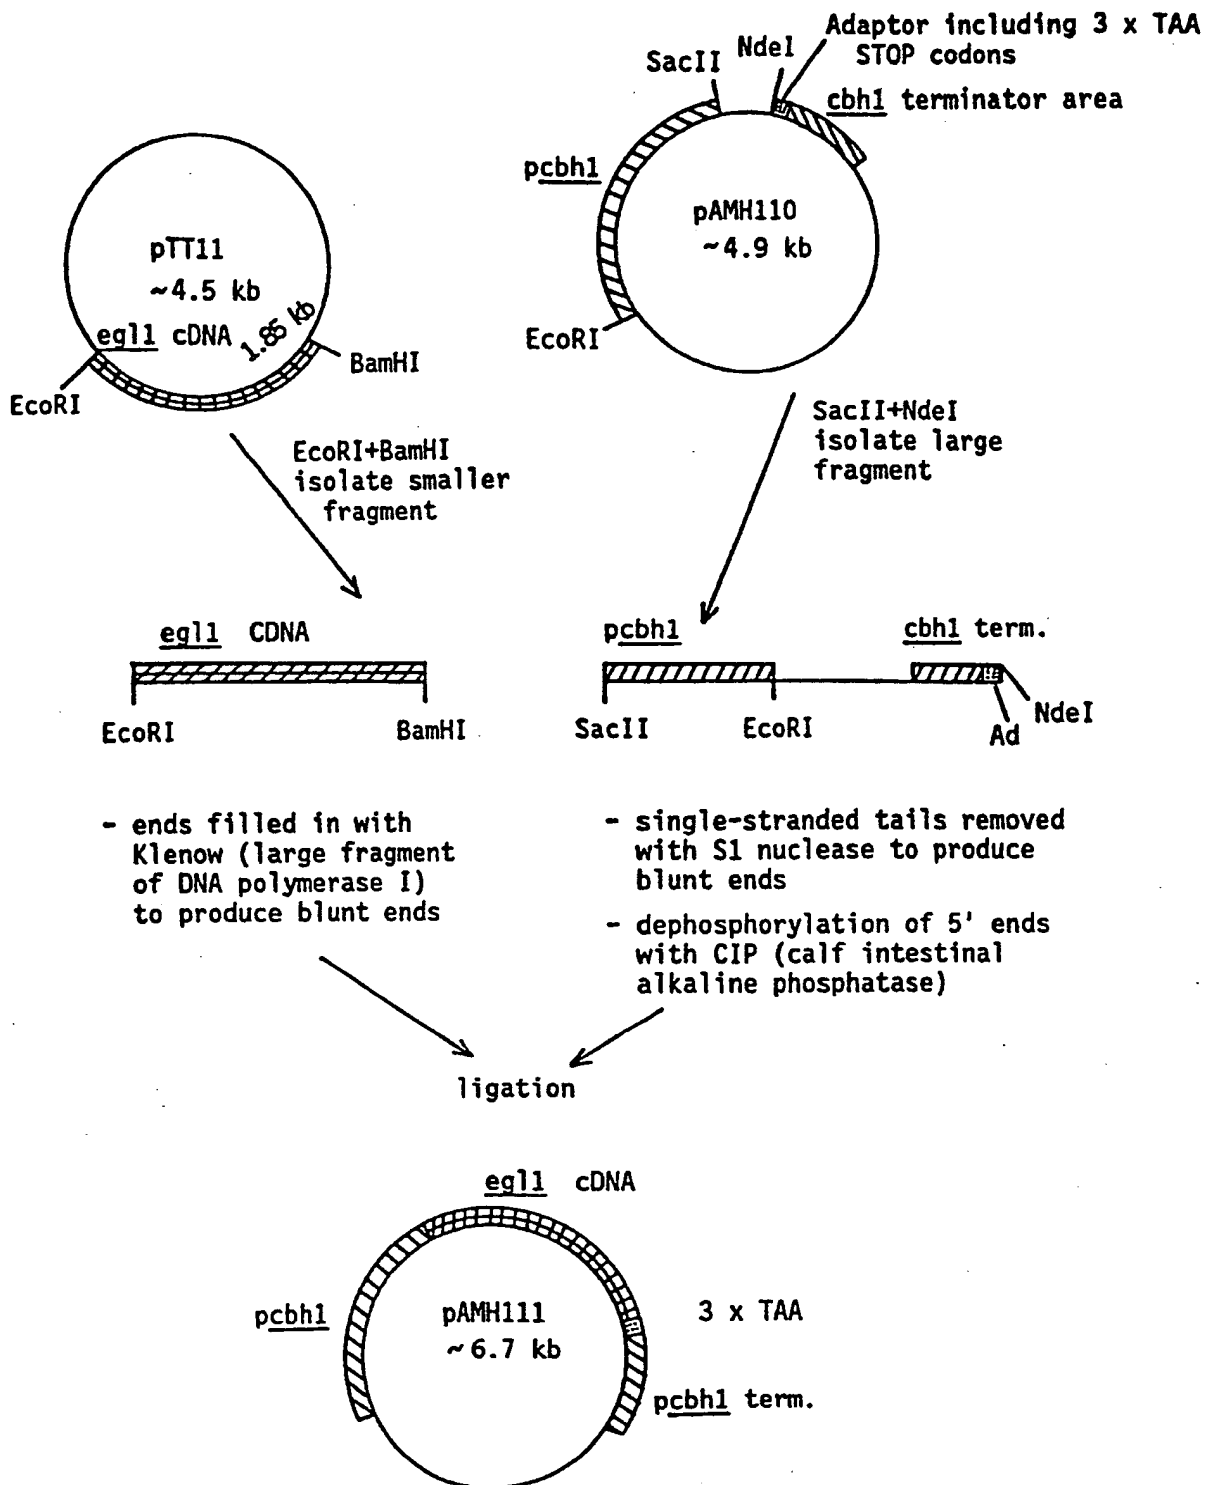 Adaptor including 3 x TAA
STOP codons
SacII
NdeI
cbh1 terminator area
pcbh1
pAMH110
~4.9 kb
EcoRI
pTT11
~4.5 kb
egl1 cDNA
1.85 kb
BamHI
EcoRI
EcoRI+BamHI
isolate smaller
fragment
SacII+NdeI
isolate large
fragment
egl1 CDNA
EcoRI
BamHI
pcbh1
cbh1 term.
SacII
EcoRI
Ad
NdeI
- ends filled in with
Klenow (large fragment
of DNA polymerase I)
to produce blunt ends
- single-stranded tails removed
with S1 nuclease to produce
blunt ends
- dephosphorylation of 5' ends
with CIP (calf intestinal
alkaline phosphatase)
ligation
egl1 cDNA
pcbh1
pAMH111
~6.7 kb
3 x TAA
pcbh1 term.